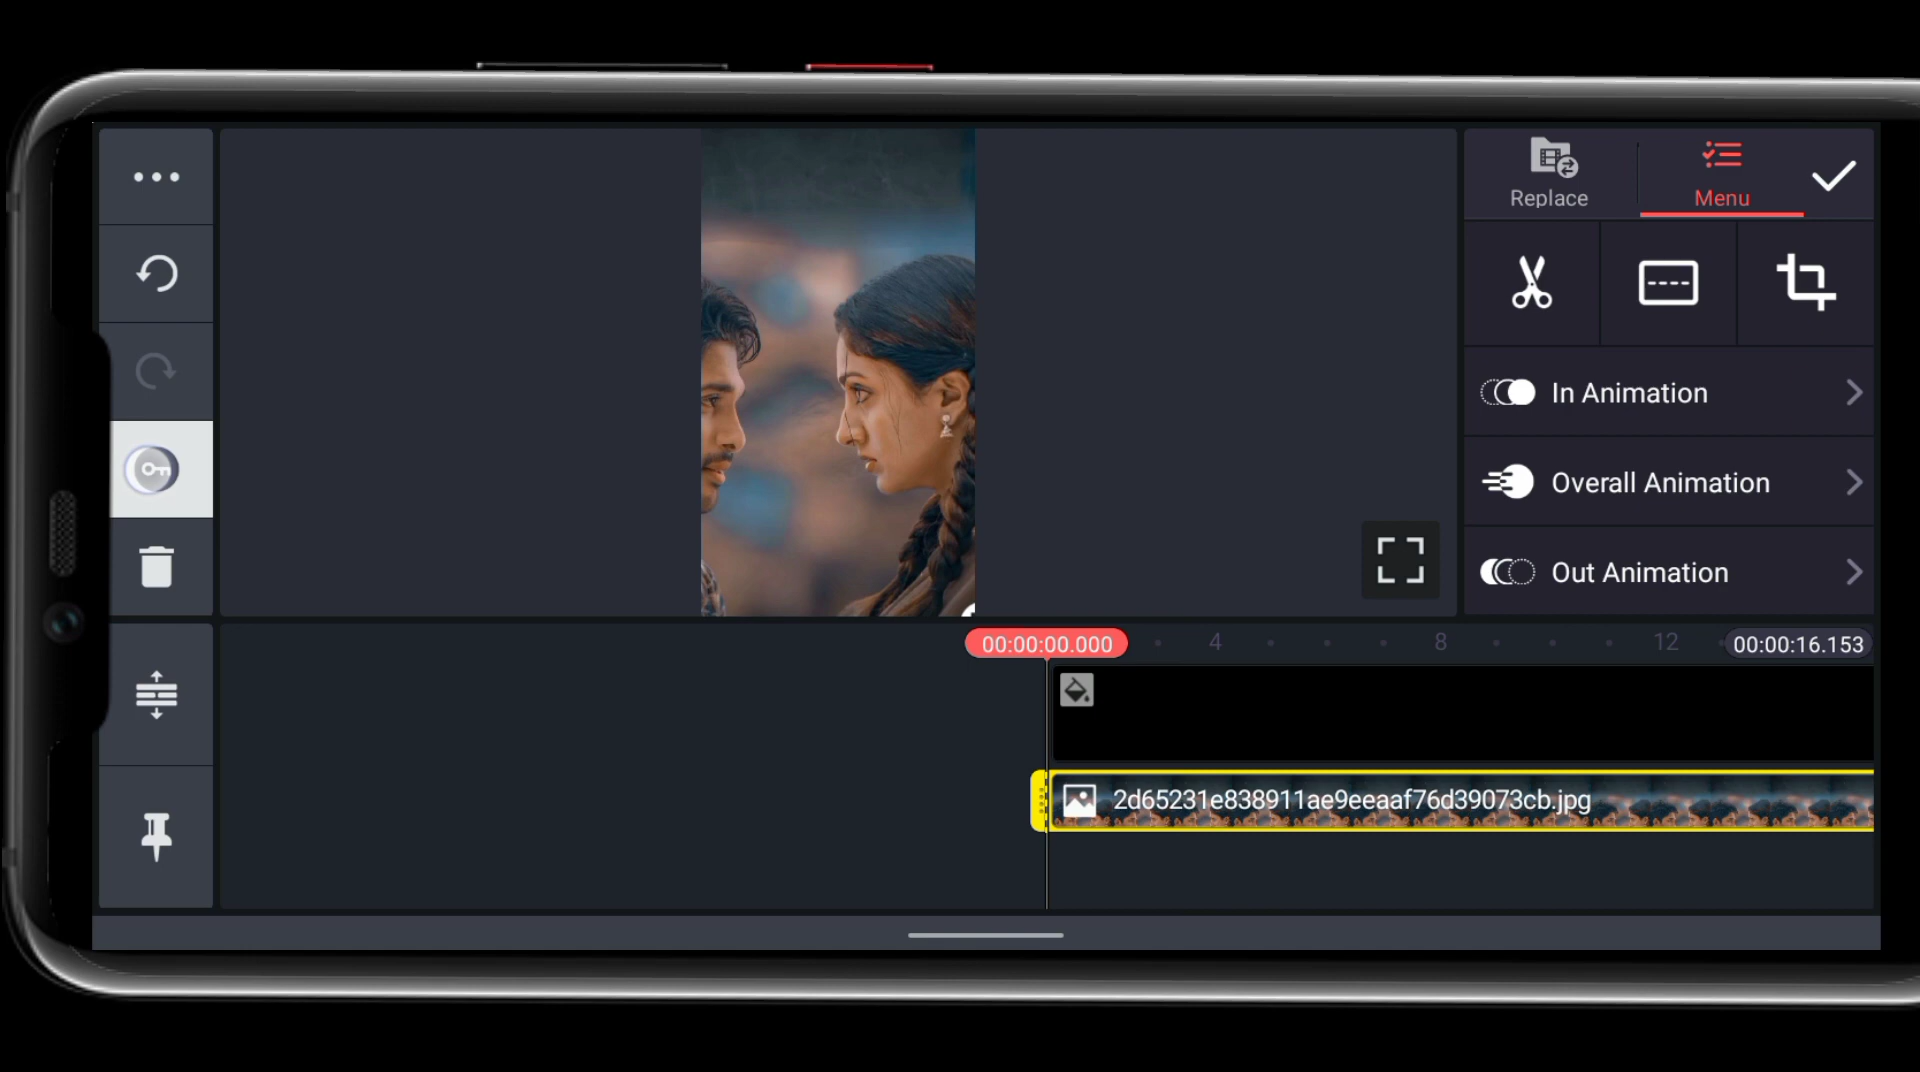 Replace
Menu
In Animation
Overall Animation
Out Animation
00:00:00.000
4
8
12
00:00:16.153
2d65231e838911ae9eeaaf76d39073cb.jpg